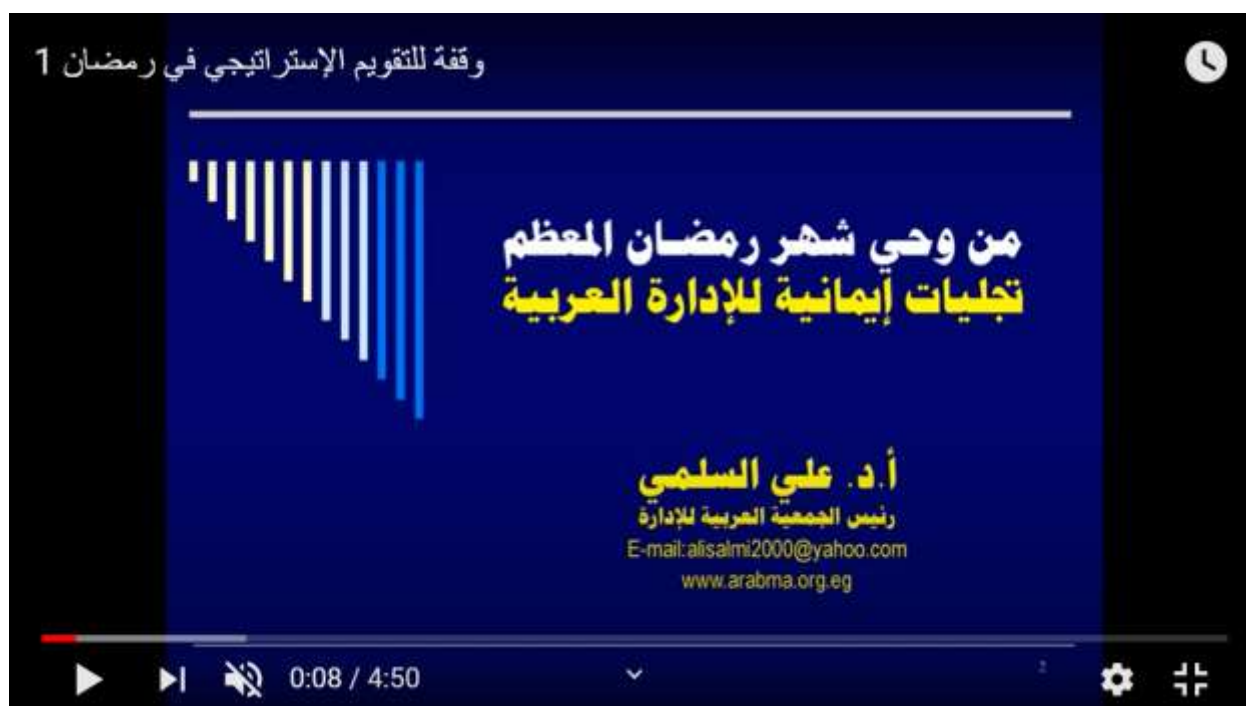 وقفة للتقويم الإستراتيجي في رمضان 1
من وحي شهر رمضان المعظم
تجليات إيمانية للإدارة العربية
أ.د. علي السلمي
رئيس الجمعية العربية للإدارة
E-mail:alisalmi2000@yahoo.com
www.arabma.org.eg
0:08 / 4:50